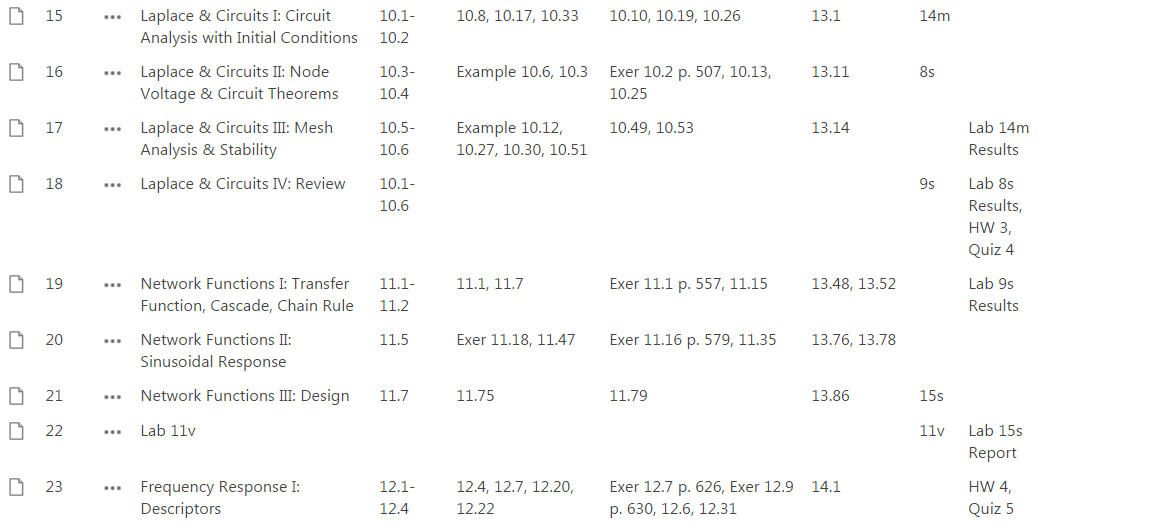 15 ••• Laplace & Circuits I: Circuit 10.1- 10.8, 10.17, 10.33 10.10, 10.19, 10.26 13.1 14m
Analysis with Initial Conditions 10.2
16 ••• Laplace & Circuits II: Node 10.3- Example 10.6, 10.3 Exer 10.2 p. 507, 10.13, 13.11 8s
Voltage & Circuit Theorems 10.4 10.25
17 ••• Laplace & Circuits III: Mesh 10.5- Example 10.12, 10.49, 10.53 13.14 Lab 14m
Analysis & Stability 10.6 10.27, 10.30, 10.51 Results
18 ••• Laplace & Circuits IV: Review 10.1- 9s Lab 8s
10.6 Results,
HW 3,
Quiz 4
19 ••• Network Functions I: Transfer 11.1- 11.1, 11.7 Exer 11.1 p. 557, 11.15 13.48, 13.52 Lab 9s
Function, Cascade, Chain Rule 11.2 Results
20 ••• Network Functions II: 11.5 Exer 11.18, 11.47 Exer 11.16 p. 579, 11.35 13.76, 13.78
Sinusoidal Response
21 ••• Network Functions III: Design 11.7 11.75 11.79 13.86 15s
22 ••• Lab 11v 11v Lab 15s
Report
23 ••• Frequency Response I: 12.1- 12.4, 12.7, 12.20, Exer 12.7 p. 626, Exer 12.9 14.1 HW 4,
Descriptors 12.4 12.22 p. 630, 12.6, 12.31 Quiz 5